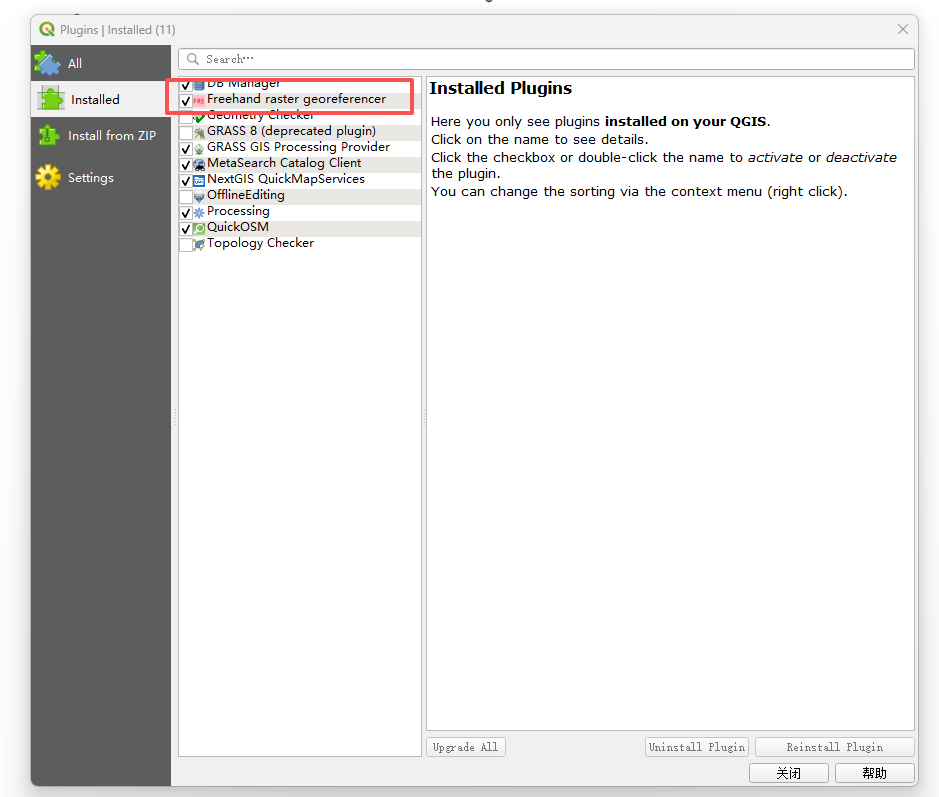 Plugins | Installed (11)
All
Search…
Installed
Install from ZIP
Settings
DB Manager
Freehand raster georeferencer
Geometry Checker
GRASS 8 (deprecated plugin)
GRASS GIS Processing Provider
MetaSearch Catalog Client
NextGIS QuickMapServices
OfflineEditing
Processing
QuickOSM
Topology Checker
Installed Plugins
Here you only see plugins installed on your QGIS.
Click on the name to see details.
Click the checkbox or double-click the name to activate or deactivate
the plugin.
You can change the sorting via the context menu (right click).
Upgrade All
Uninstall Plugin
Reinstall Plugin
关闭
帮助